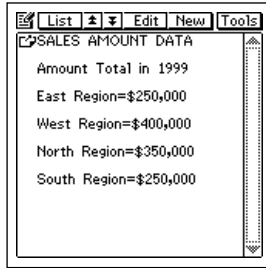 List Edit New Tools
SALES AMOUNT DATA
Amount Total in 1999
East Region=$250,000
West Region=$400,000
North Region=$350,000
South Region=$250,000